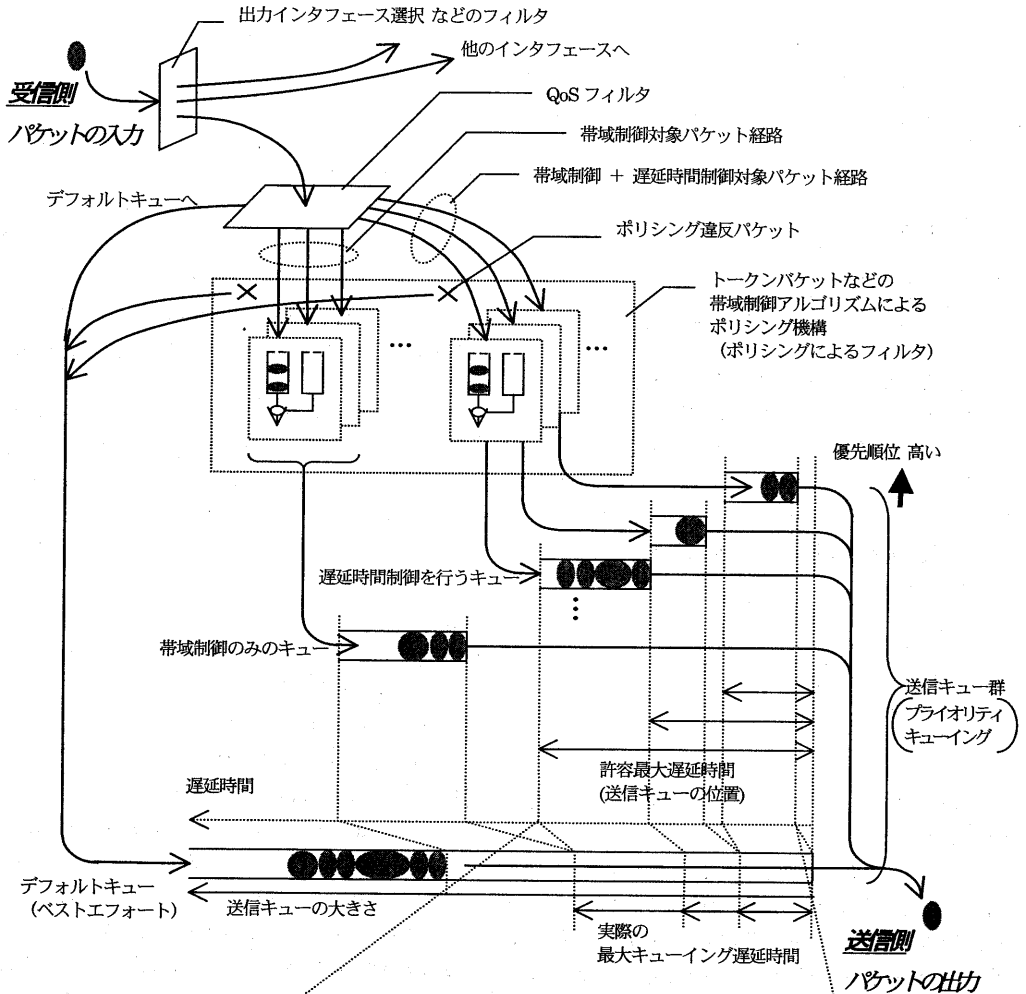 出力インタフェース選択 などのフィルタ
他のインタフェースへ
受信側
パケットの入力
QoS フィルタ
帯域制御対象パケット経路
帯域制御 + 遅延時間制御対象パケット経路
デフォルトキューへ
ポリシング違反パケット
トークンバケットなどの
帯域制御アルゴリズムによる
ポリシング機構
(ポリシングによるフィルタ)
優先順位 高い
遅延時間制御を行うキュー
帯域制御のみのキュー
送信キュー群
(プライオリティ
キューイング)
許容最大遅延時間
(送信キューの位置)
遅延時間
デフォルトキュー
(ベストエフォート)
送信キューの大きさ
実際の
最大キューイング遅延時間
送信側
パケットの出力